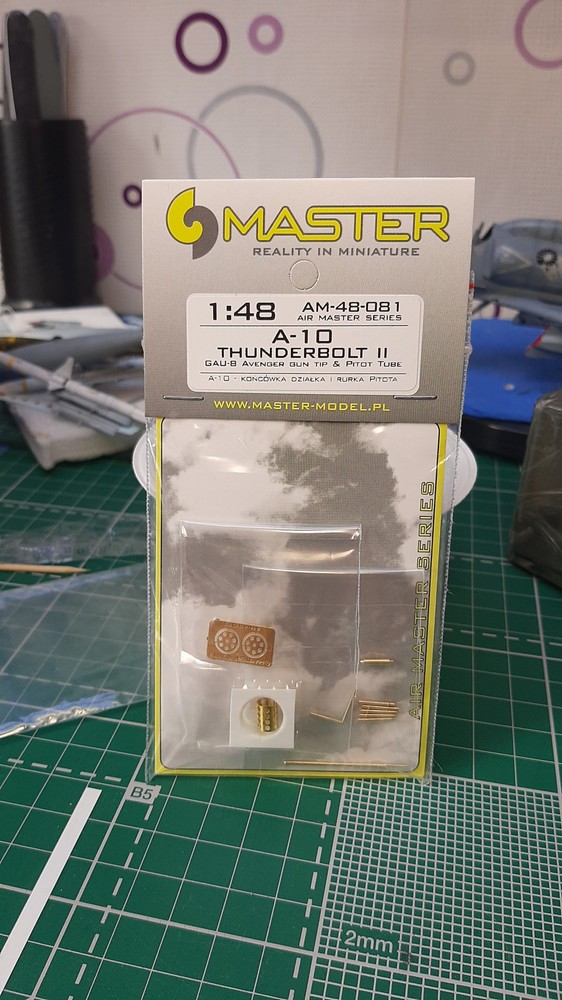 MASTER
REALITY IN MINIATURE
1:48
AM-48-081
AIR MASTER SERIES
A-10
THUNDERBOLT II
GAU-8 AVENGER GUN TIP & PITOT TUBE
A-10 - KOŃCÓWKA DZIAŁKA I RURKA PITOTA
WWW.MASTER-MODEL.PL
AIR MASTER SERIES
B5
2mm